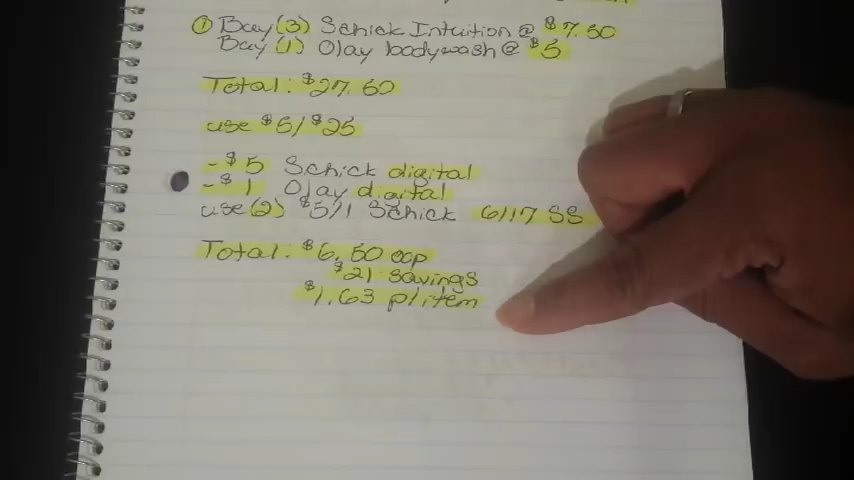 ① Buy (3) Schick Intuition @ $7.50
Buy (1) Olay bodywash @ $5
Total: $27.50
use $5/$25
-$5 Schick digital
-$1 Olay digital
use (2) $5/1 Schick 6/17 SS
Total: $6.50 oop
$21 savings
$1.63 p/item